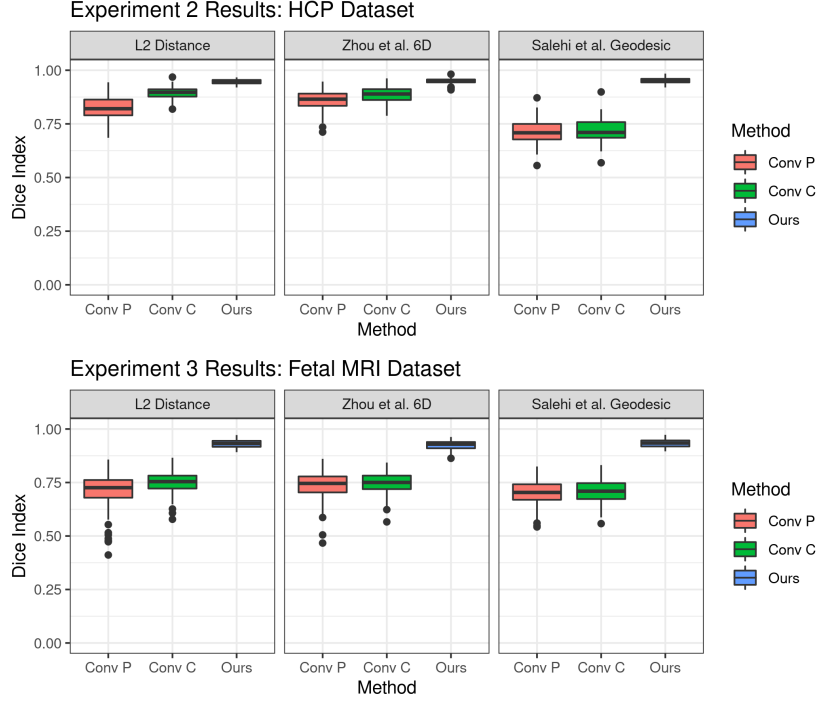 Experiment 2 Results: HCP Dataset
L2 Distance
Zhou et al. 6D
Salehi et al. Geodesic
1.00
0.75
0.50
0.25
0.00
Dice Index
Conv P
Conv C
Ours
Conv P
Conv C
Ours
Conv P
Conv C
Ours
Method
Method
Conv P
Conv C
Ours
Experiment 3 Results: Fetal MRI Dataset
L2 Distance
Zhou et al. 6D
Salehi et al. Geodesic
1.00
0.75
0.50
0.25
0.00
Dice Index
Conv P
Conv C
Ours
Conv P
Conv C
Ours
Conv P
Conv C
Ours
Method
Method
Conv P
Conv C
Ours